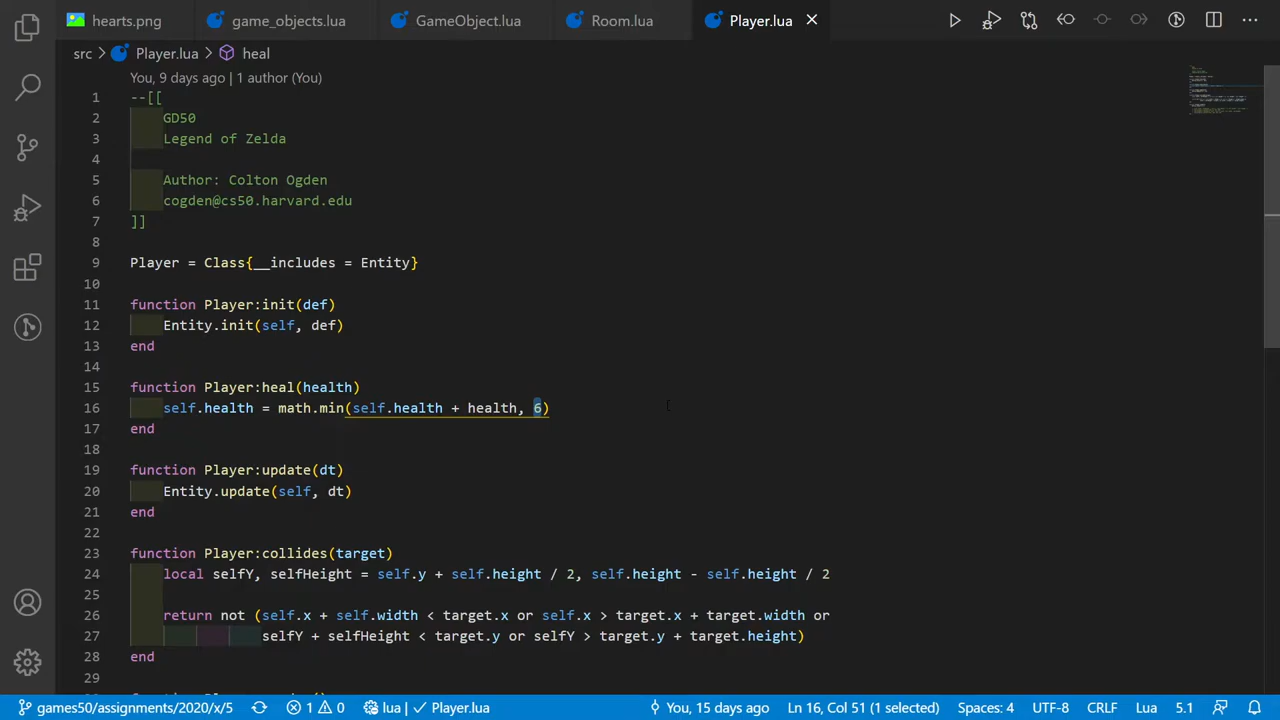 hearts.png game_objects.lua GameObject.lua Room.lua Player.lua
src > Player.lua > heal
You, 9 days ago | 1 author (You)
1 --[[
2 GD50
3 Legend of Zelda
4
5 Author: Colton Ogden
6 cogden@cs50.harvard.edu
7 ]]
8
9 Player = Class{__includes = Entity}
10
11 function Player:init(def)
12 Entity.init(self, def)
13 end
14
15 function Player:heal(health)
16 self.health = math.min(self.health + health, 6)
17 end
18
19 function Player:update(dt)
20 Entity.update(self, dt)
21 end
22
23 function Player:collides(target)
24 local selfY, selfHeight = self.y + self.height / 2, self.height - self.height / 2
25
26 return not (self.x + self.width < target.x or self.x > target.x + target.width or
27 selfY + selfHeight < target.y or selfY > target.y + target.height)
28 end
29
games50/assignments/2020/x/5 1 0 lua | Player.lua You, 15 days ago Ln 16, Col 51 (1 selected) Spaces: 4 UTF-8 CRLF Lua 5.1